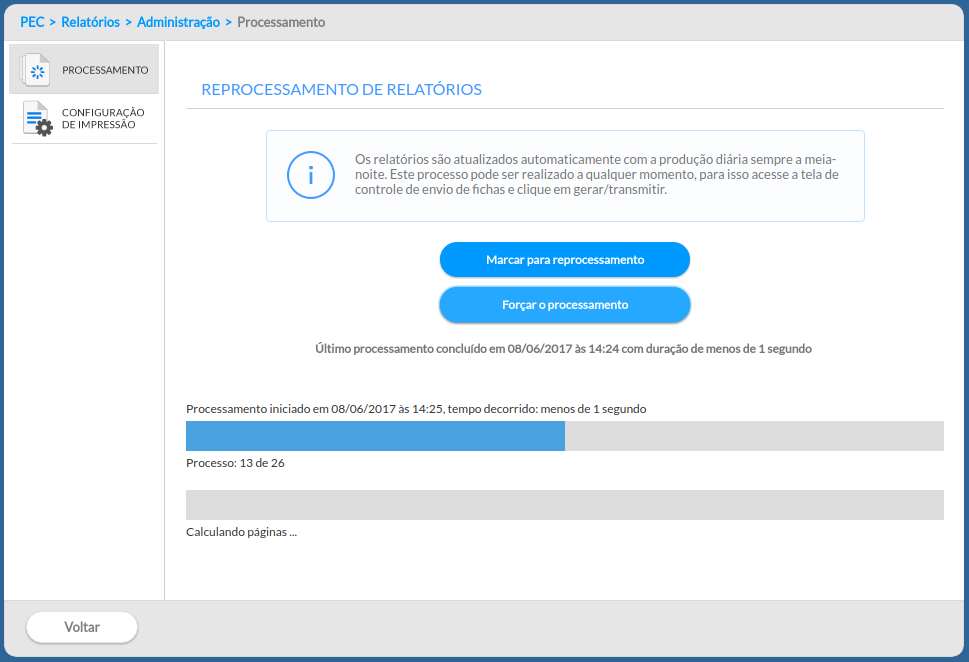 PEC > Relatórios > Administração > Processamento
PROCESSAMENTO
CONFIGURAÇÃO
DE IMPRESSÃO
REPROCESSAMENTO DE RELATÓRIOS
i
Os relatórios são atualizados automaticamente com a produção diária sempre a meia-
noite. Este processo pode ser realizado a qualquer momento, para isso acesse a tela de
controle de envio de fichas e clique em gerar/transmitir.
Marcar para reprocessamento
Forçar o processamento
Último processamento concluído em 08/06/2017 às 14:24 com duração de menos de 1 segundo
Processamento iniciado em 08/06/2017 às 14:25, tempo decorrido: menos de 1 segundo
Processo: 13 de 26
Calculando páginas ...
Voltar